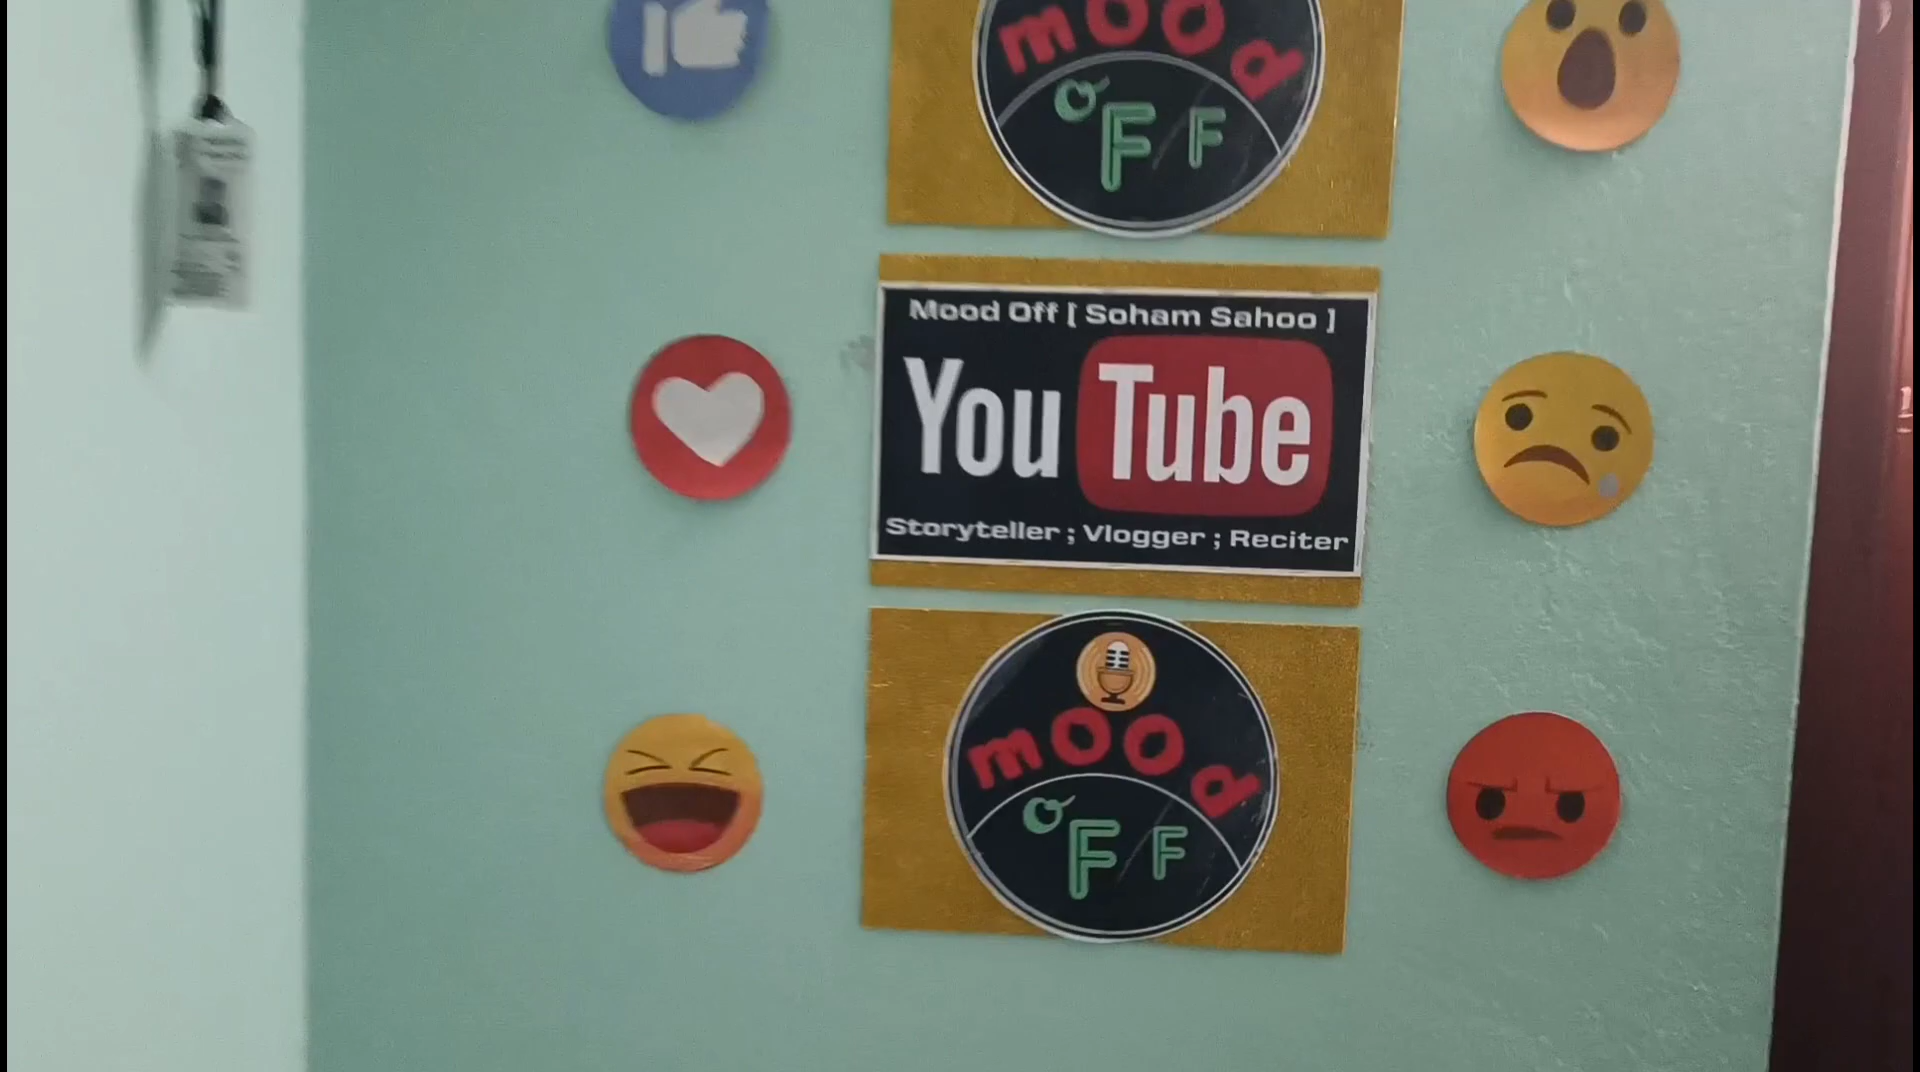 mood
oFF
Mood Off [ Soham Sahoo ]
YouTube
Storyteller ; Vlogger ; Reciter
mood
oFF